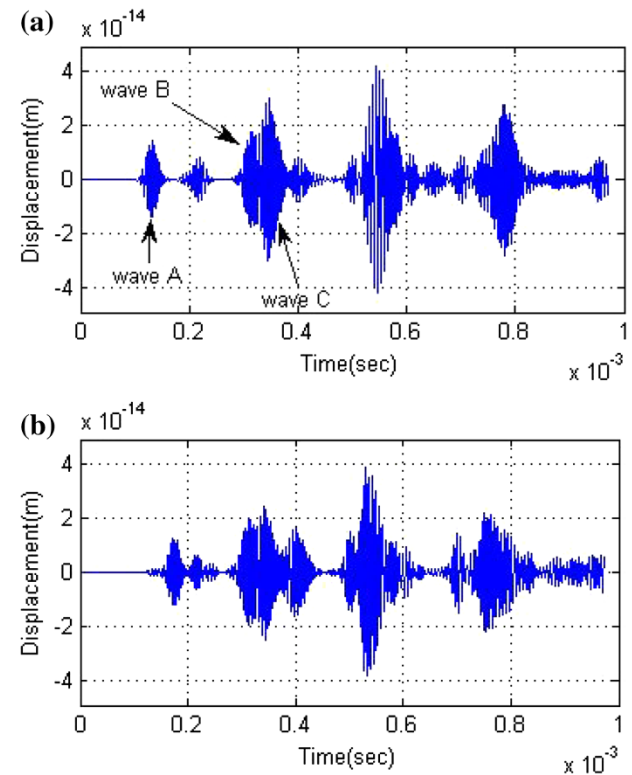 (a)
x 10^-14
4
2
0
-2
-4
Displacement(m)
wave B
wave A
wave C
0 0.2 0.4 0.6 0.8 1
Time(sec)
x 10^-3
(b)
x 10^-14
4
2
0
-2
-4
Displacement(m)
0 0.2 0.4 0.6 0.8 1
Time(sec)
x 10^-3